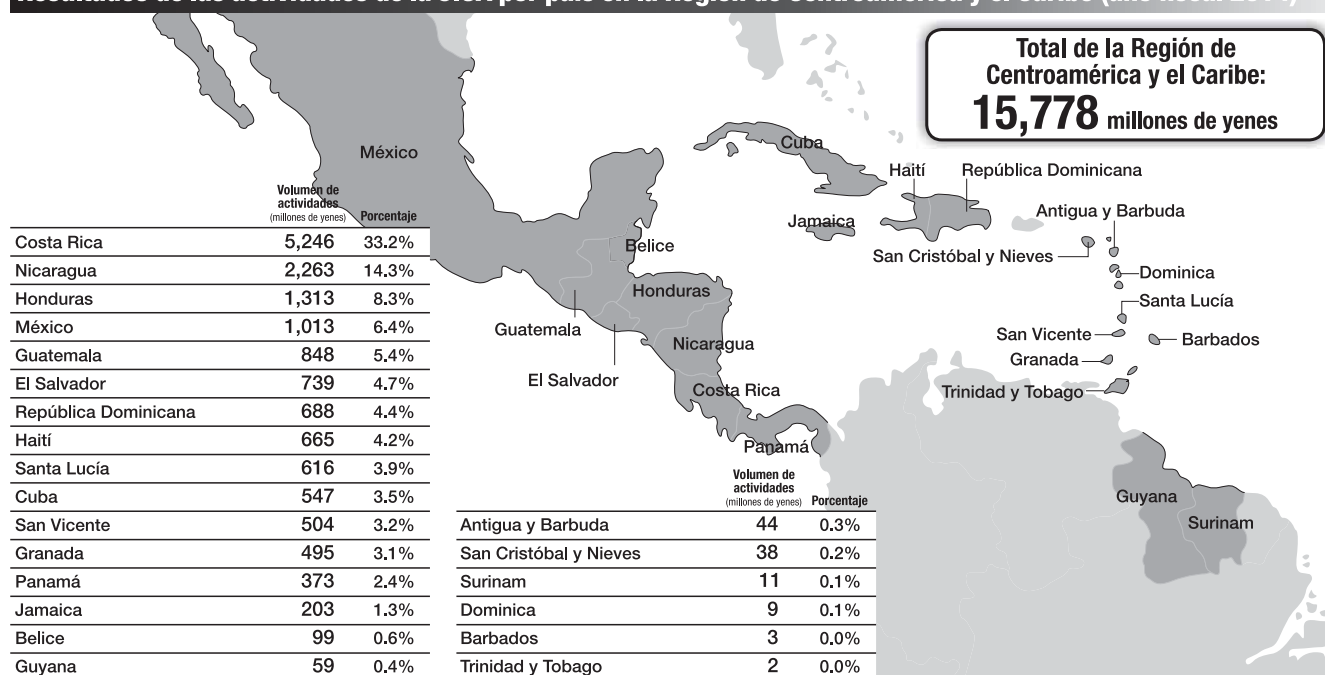 Total de la Región de
Centroamérica y el Caribe:
15,778 millones de yenes
México
Cuba
Haití
República Dominicana
Jamaica
Antigua y Barbuda
San Cristóbal y Nieves
Dominica
Santa Lucía
San Vicente
Barbados
Granada
Trinidad y Tobago
Belice
Honduras
Guatemala
Nicaragua
El Salvador
Costa Rica
Panamá
Guyana
Surinam
Volumen de
actividades
(millones de yenes) Porcentaje
Costa Rica 5,246 33.2%
Nicaragua 2,263 14.3%
Honduras 1,313 8.3%
México 1,013 6.4%
Guatemala 848 5.4%
El Salvador 739 4.7%
República Dominicana 688 4.4%
Haití 665 4.2%
Santa Lucía 616 3.9%
Cuba 547 3.5%
San Vicente 504 3.2%
Granada 495 3.1%
Panamá 373 2.4%
Jamaica 203 1.3%
Belice 99 0.6%
Guyana 59 0.4%
Volumen de
actividades
(millones de yenes) Porcentaje
Antigua y Barbuda 44 0.3%
San Cristóbal y Nieves 38 0.2%
Surinam 11 0.1%
Dominica 9 0.1%
Barbados 3 0.0%
Trinidad y Tobago 2 0.0%